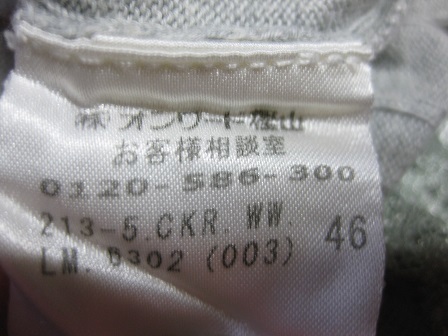 ㈱オンワード樫山
お客様相談室
0120-586-300
213-5.CKR. WW.
LM. B302 (003) 46